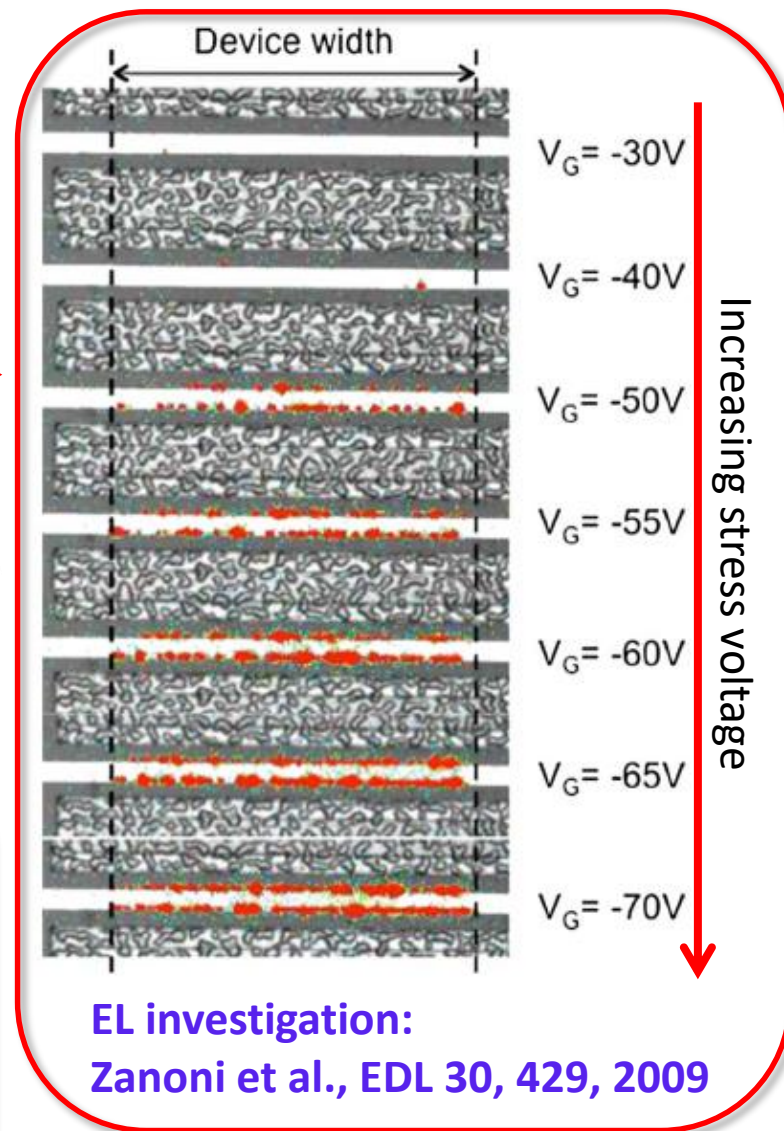 Device width
V_G= -30V
V_G= -40V
V_G= -50V
V_G= -55V
V_G= -60V
V_G= -65V
V_G= -70V
Increasing stress voltage
EL investigation:
Zanoni et al., EDL 30, 429, 2009